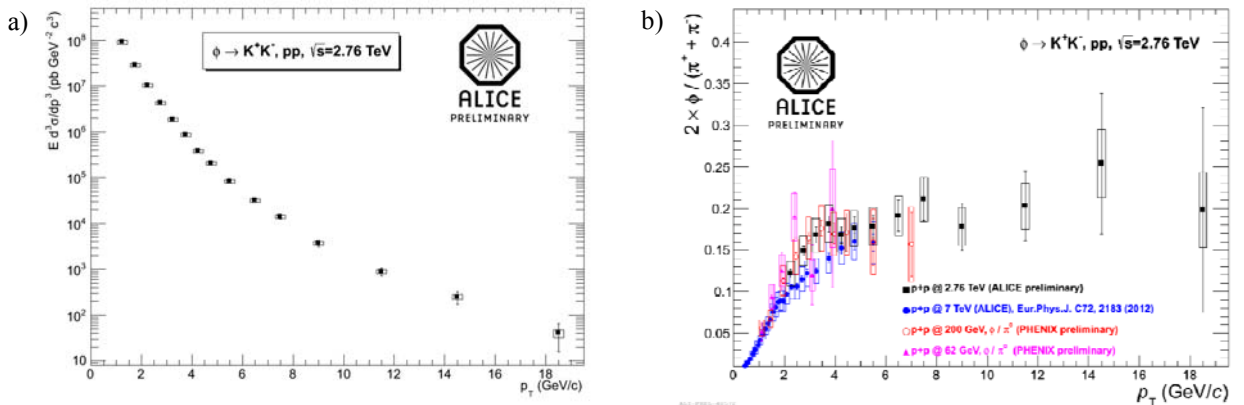 a)
E d³σ/dp³ (pb GeV⁻² c³)
10⁸
10⁷
10⁶
10⁵
10⁴
10³
10²
10
ϕ → K⁺K⁻, pp, √s=2.76 TeV
ALICE
PRELIMINARY
0 2 4 6 8 10 12 14 16 18
p_T (GeV/c)
b)
2 × ϕ / (π⁺ + π⁻)
0.4
0.35
0.3
0.25
0.2
0.15
0.1
0.05
ϕ → K⁺K⁻, pp, √s=2.76 TeV
ALICE
PRELIMINARY
p+p @ 2.76 TeV (ALICE preliminary)
p+p @ 7 TeV (ALICE), Eur.Phys.J. C72, 2183 (2012)
p+p @ 200 GeV, ϕ / π⁰ (PHENIX preliminary)
p+p @ 62 GeV, ϕ / π⁰ (PHENIX preliminary)
0 2 4 6 8 10 12 14 16 18
p_T (GeV/c)